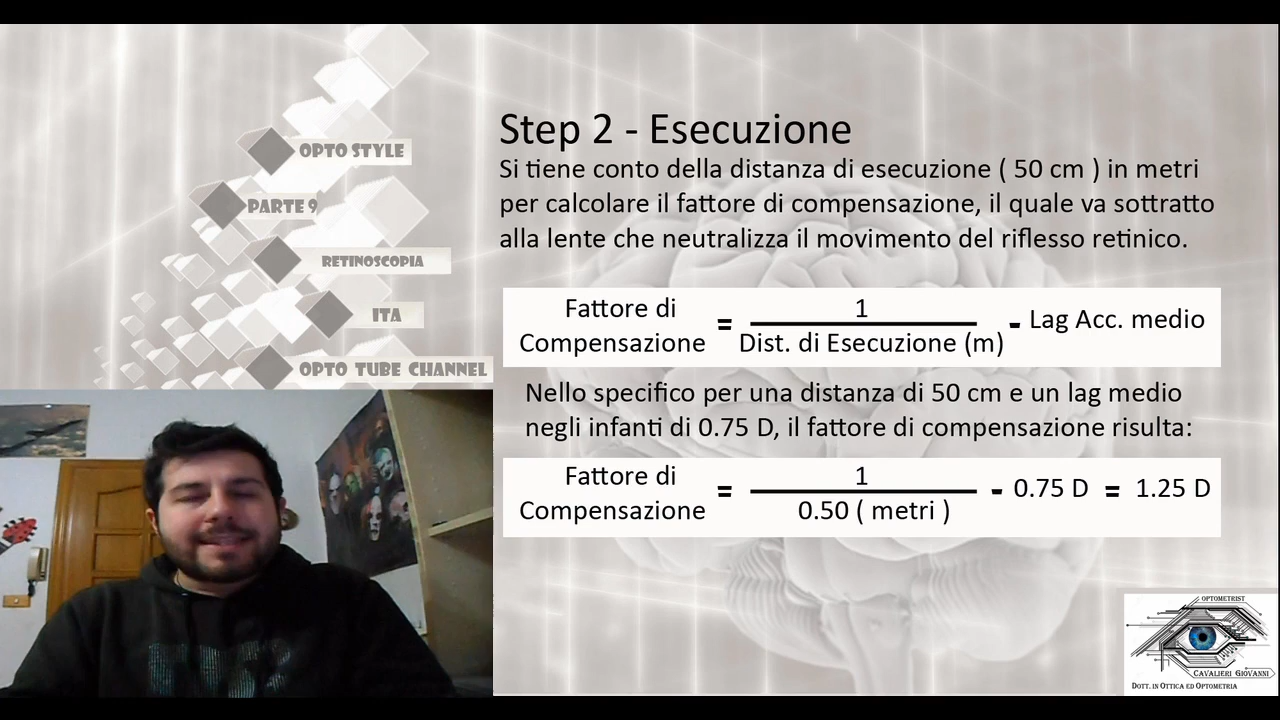 OPTO STYLE
PARTE 9
RETINOSCOPIA
ITA
OPTO TUBE CHANNEL
Step 2 - Esecuzione
Si tiene conto della distanza di esecuzione ( 50 cm ) in metri
per calcolare il fattore di compensazione, il quale va sottratto
alla lente che neutralizza il movimento del riflesso retinico.
Fattore di
Compensazione
=
1
Dist. di Esecuzione (m)
- Lag Acc. medio
Nello specifico per una distanza di 50 cm e un lag medio
negli infanti di 0.75 D, il fattore di compensazione risulta:
Fattore di
Compensazione
=
1
0.50 ( metri )
- 0.75 D = 1.25 D
OPTOMETRIST
CAVALIERI GIOVANNI
DOTT. IN OTTICA ED OPTOMETRIA